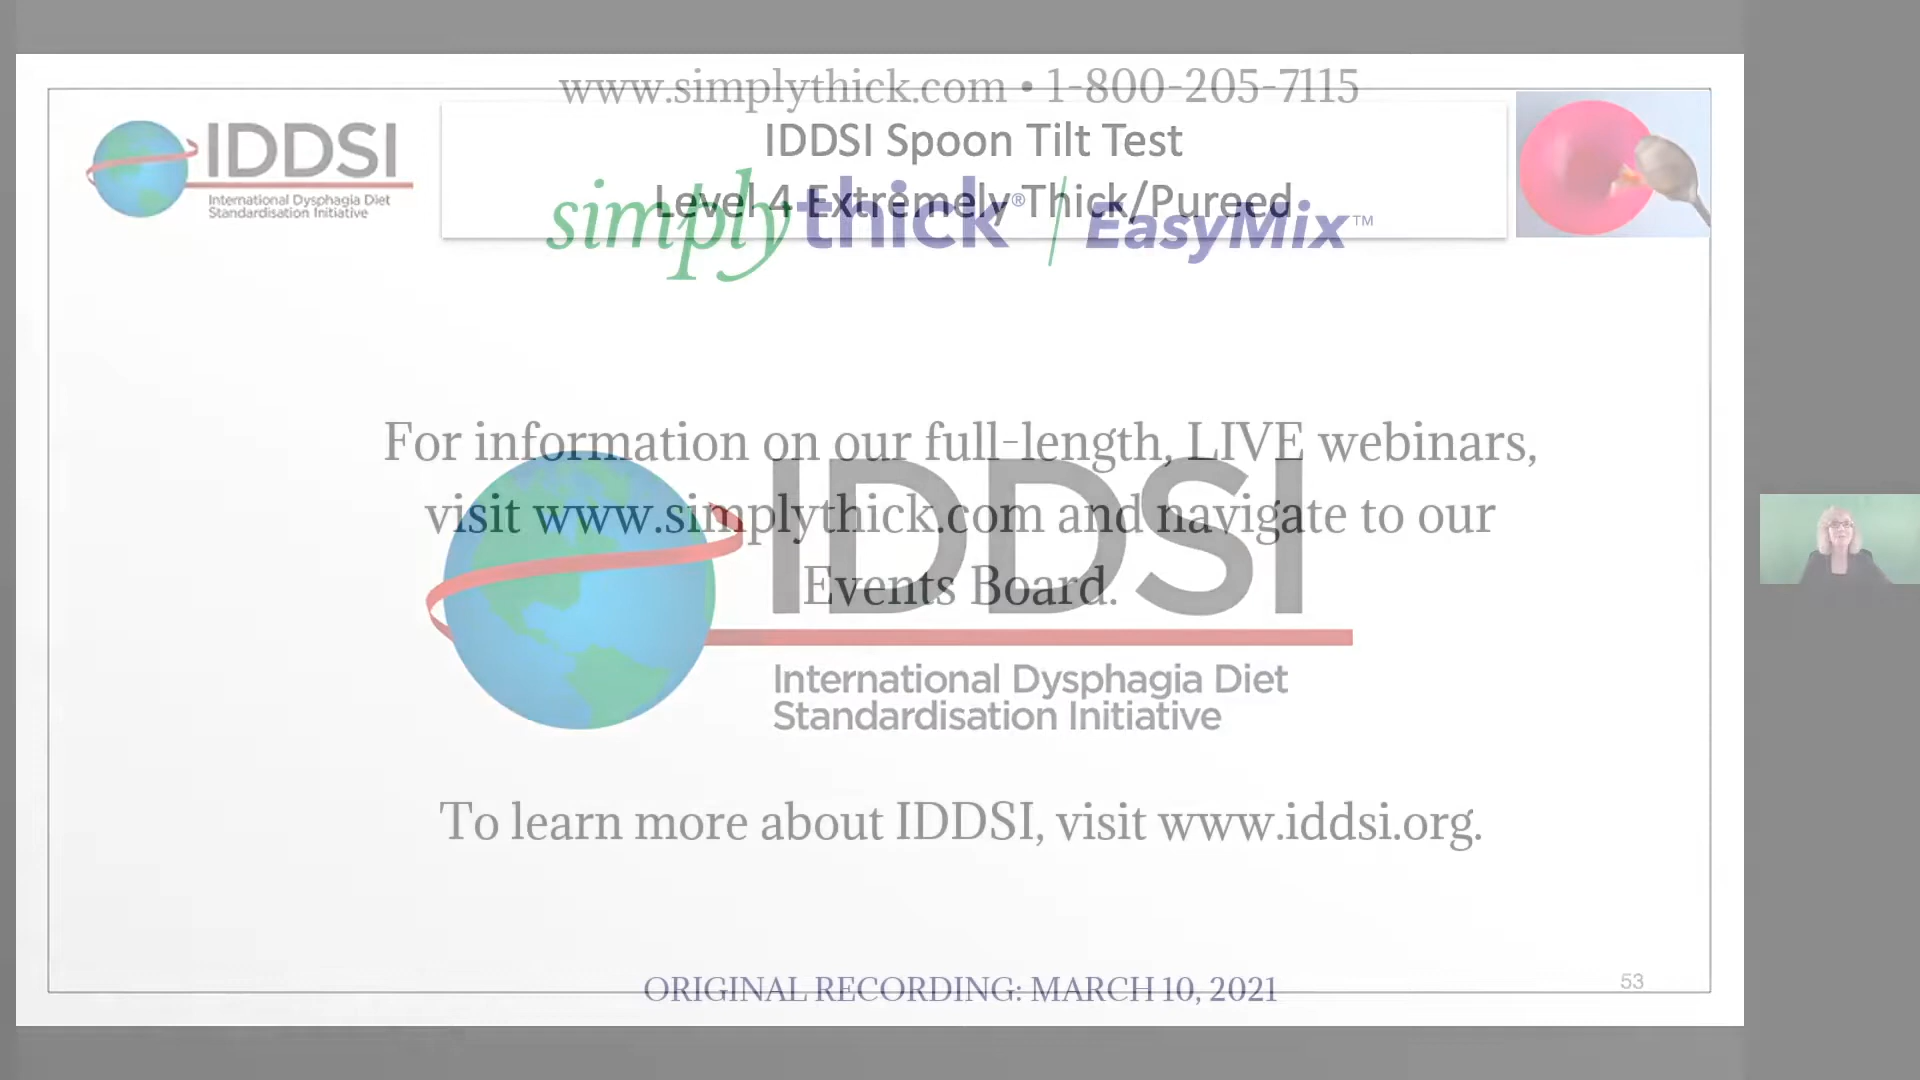 www.simplythick.com • 1-800-205-7115
IDDSI
International Dysphagia Diet
Standardisation Initiative
IDDSI Spoon Tilt Test
Level 4 Extremely Thick/Pureed
simplythick® / EasyMix™
For information on our full-length, LIVE webinars,
visit www.simplythick.com and navigate to our
Events Board.
IDDSI
International Dysphagia Diet
Standardisation Initiative
To learn more about IDDSI, visit www.iddsi.org.
ORIGINAL RECORDING: MARCH 10, 2021
53